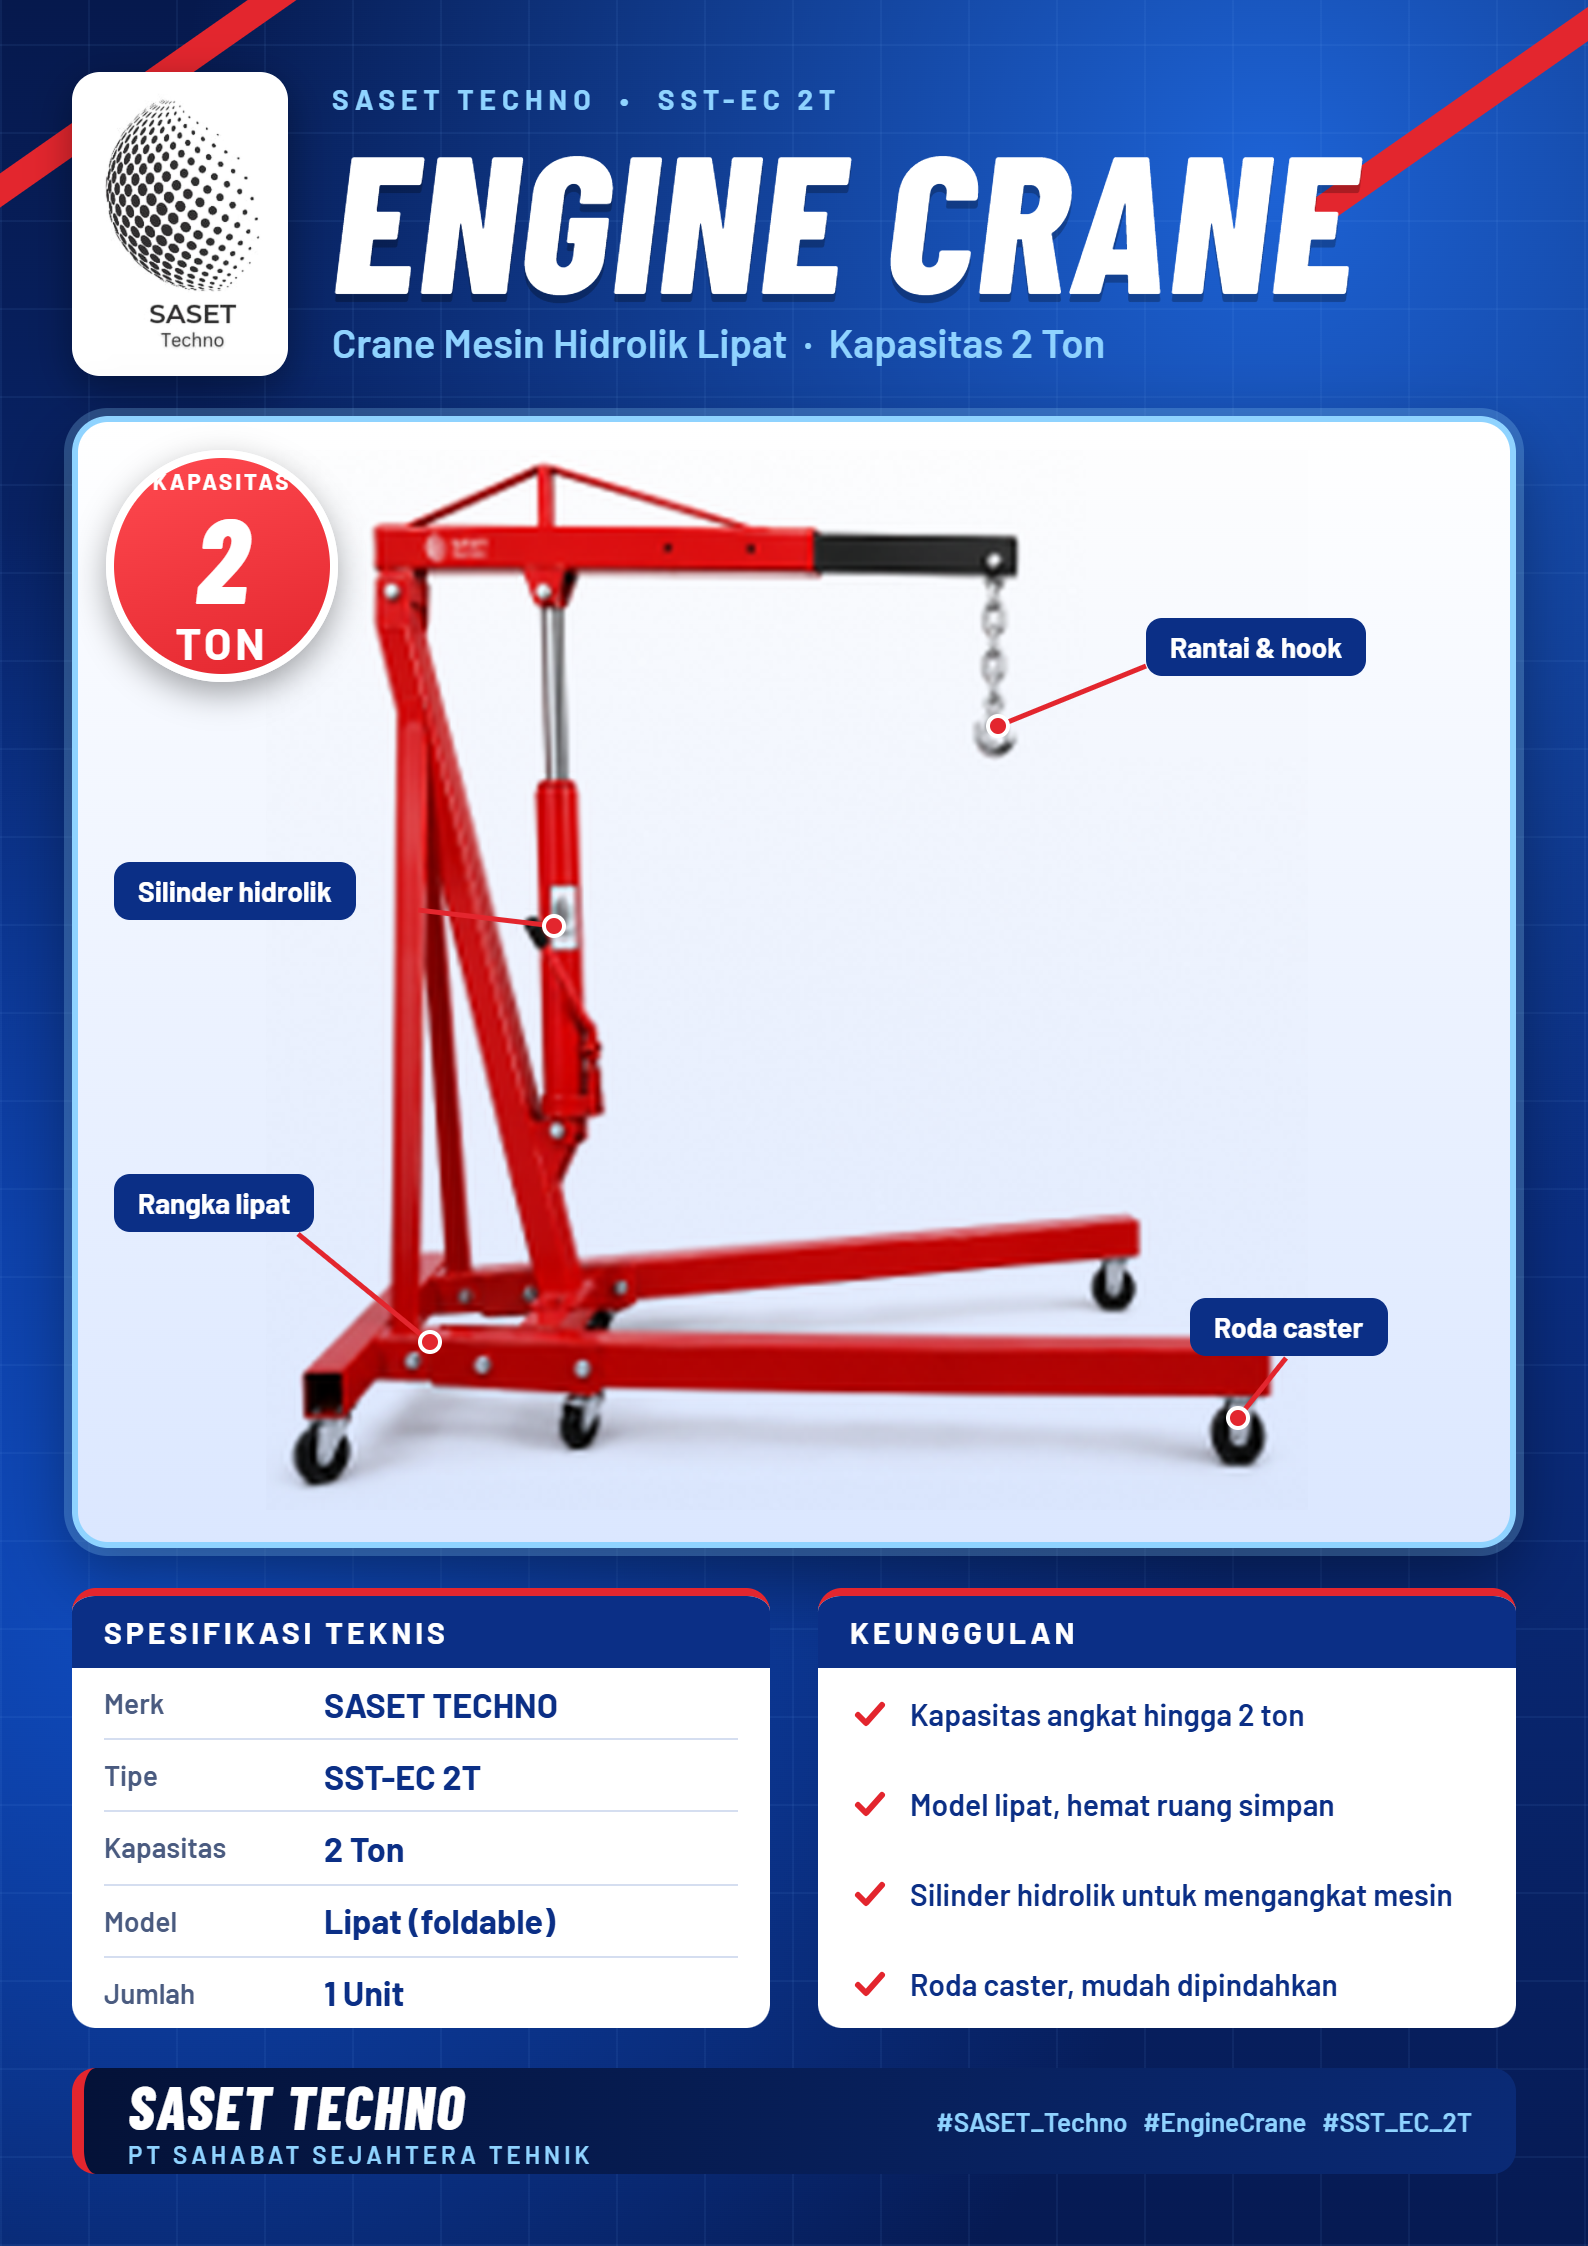 SASET
Techno
SASET TECHNO • SST-EC 2T
ENGINE CRANE
Crane Mesin Hidrolik Lipat · Kapasitas 2 Ton
KAPASITAS
2
TON
Rantai & hook
Silinder hidrolik
Rangka lipat
Roda caster
SPESIFIKASI TEKNIS
Merk SASET TECHNO
Tipe SST-EC 2T
Kapasitas 2 Ton
Model Lipat (foldable)
Jumlah 1 Unit
KEUNGGULAN
Kapasitas angkat hingga 2 ton
Model lipat, hemat ruang simpan
Silinder hidrolik untuk mengangkat mesin
Roda caster, mudah dipindahkan
SASET TECHNO
PT SAHABAT SEJAHTERA TEHNIK
#SASET_Techno #EngineCrane #SST_EC_2T